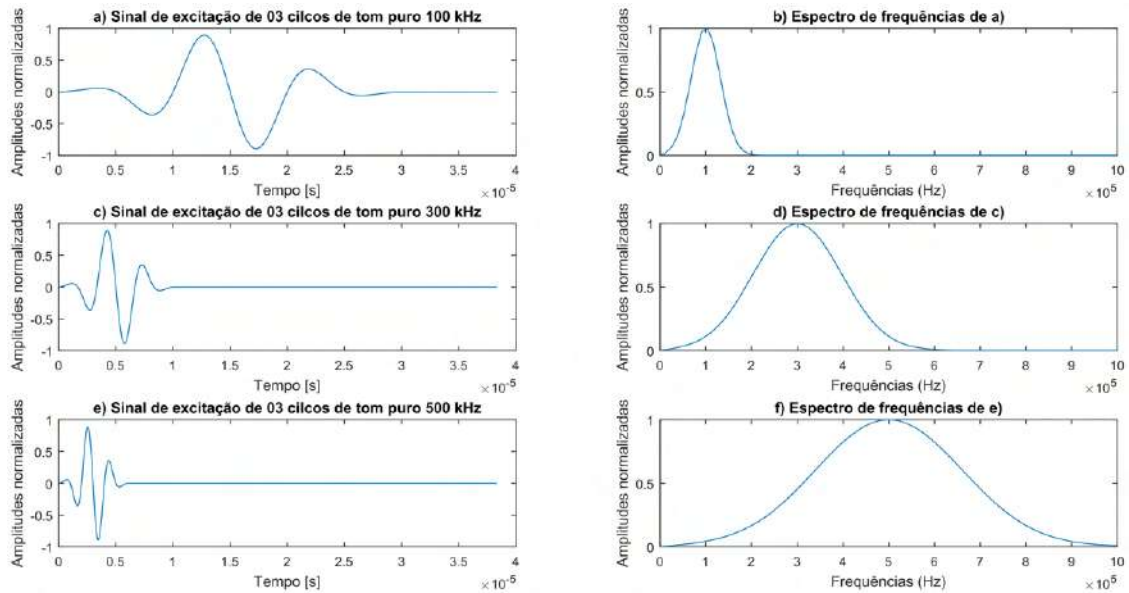 a) Sinal de excitação de 03 cilcos de tom puro 100 kHz
Amplitudes normalizadas
1
0.5
0
-0.5
-1
0 0.5 1 1.5 2 2.5 3 3.5 4
Tempo [s]
×10-5
b) Espectro de frequências de a)
Amplitudes normalizadas
1
0.5
0
0 1 2 3 4 5 6 7 8 9 10
Frequências (Hz)
×105
c) Sinal de excitação de 03 cilcos de tom puro 300 kHz
Amplitudes normalizadas
1
0.5
0
-0.5
-1
0 0.5 1 1.5 2 2.5 3 3.5 4
Tempo [s]
×10-5
d) Espectro de frequências de c)
Amplitudes normalizadas
1
0.5
0
0 1 2 3 4 5 6 7 8 9 10
Frequências (Hz)
×105
e) Sinal de excitação de 03 cilcos de tom puro 500 kHz
Amplitudes normalizadas
1
0.5
0
-0.5
-1
0 0.5 1 1.5 2 2.5 3 3.5 4
Tempo [s]
×10-5
f) Espectro de frequências de e)
Amplitudes normalizadas
1
0.5
0
0 1 2 3 4 5 6 7 8 9 10
Frequências (Hz)
×105